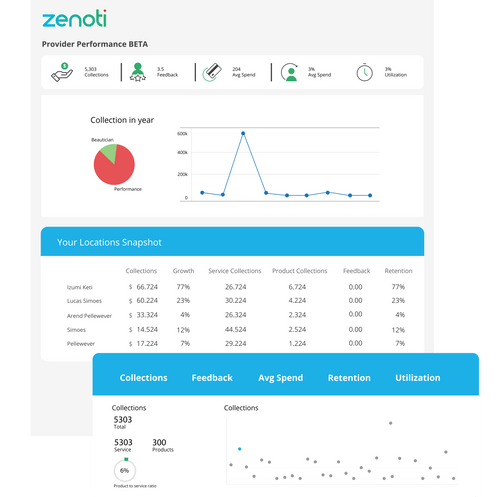 zenoti
Provider Performance BETA
5,303 Collections
3.5 Feedback
204 Avg Spend
3% Avg Spend
3% Utilization
Collection in year
Beautician
Performance
600k
400k
200k
0
Your Locations Snapshot
Collections Growth Service Collections Product Collections Feedback Retention
Izumi Keti $ 66.724 77% 26.724 6.724 0.00 77%
Lucas Simoes $ 60.224 23% 30.224 4.224 0.00 23%
Arend Pellewever $ 33.324 4% 26.324 2.324 0.00 4%
Simoes $ 14.524 12% 44.524 2.524 0.00 12%
Pellewever $ 17.224 7% 29.224 1.224 0.00 7%
Collections Feedback Avg Spend Retention Utilization
Collections
5303
Total
5303 300
Service Products
6%
Product to service ratio
Collections